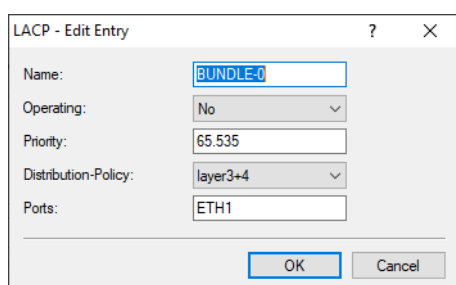 LACP - Edit Entry ?
Name: BUNDLE-0
Operating: No
Priority: 65.535
Distribution-Policy: layer3+4
Ports: ETH1
OK Cancel